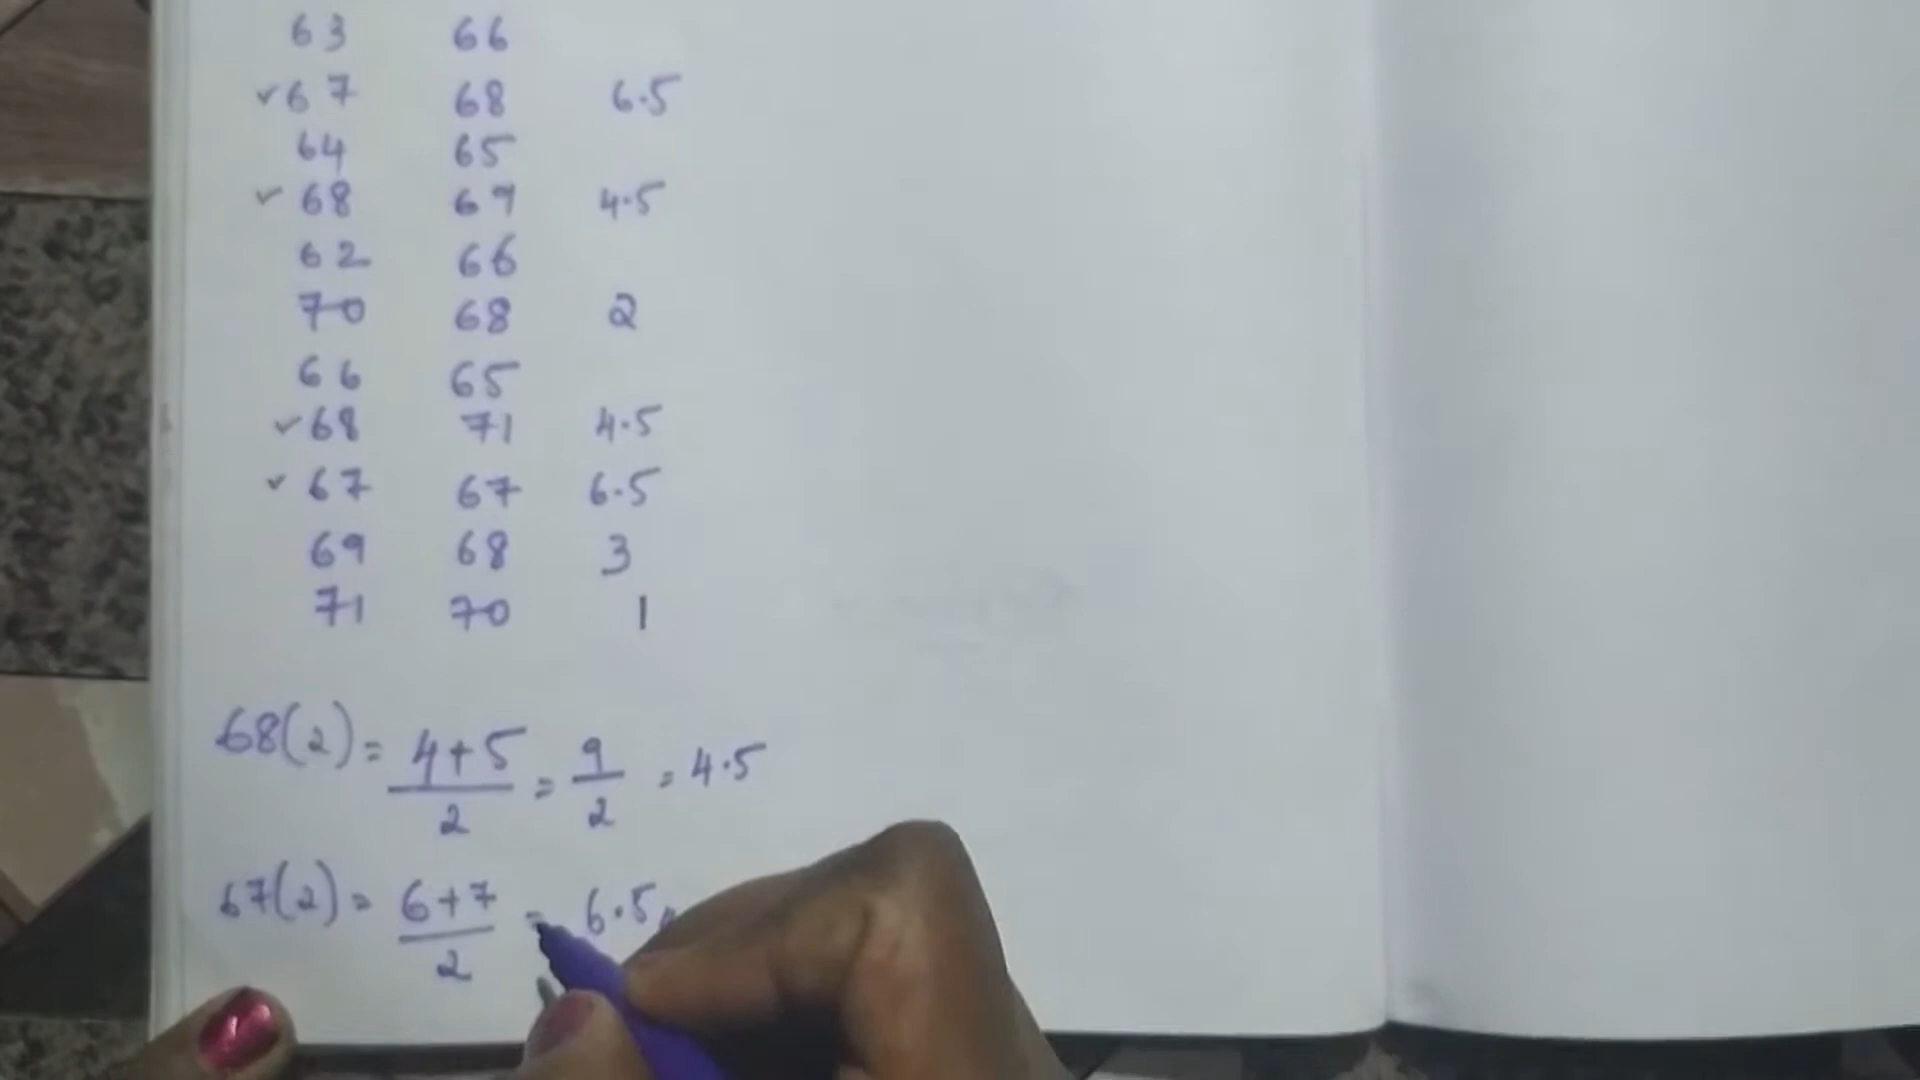 63 66
✓67 68 6.5
64 65
✓68 69 4.5
62 66
70 68 2
66 65
✓68 71 4.5
✓67 67 6.5
69 68 3
71 70 1
68(2) = 4+5/2 = 9/2 = 4.5
67(2) = 6+7/2 = 6.5